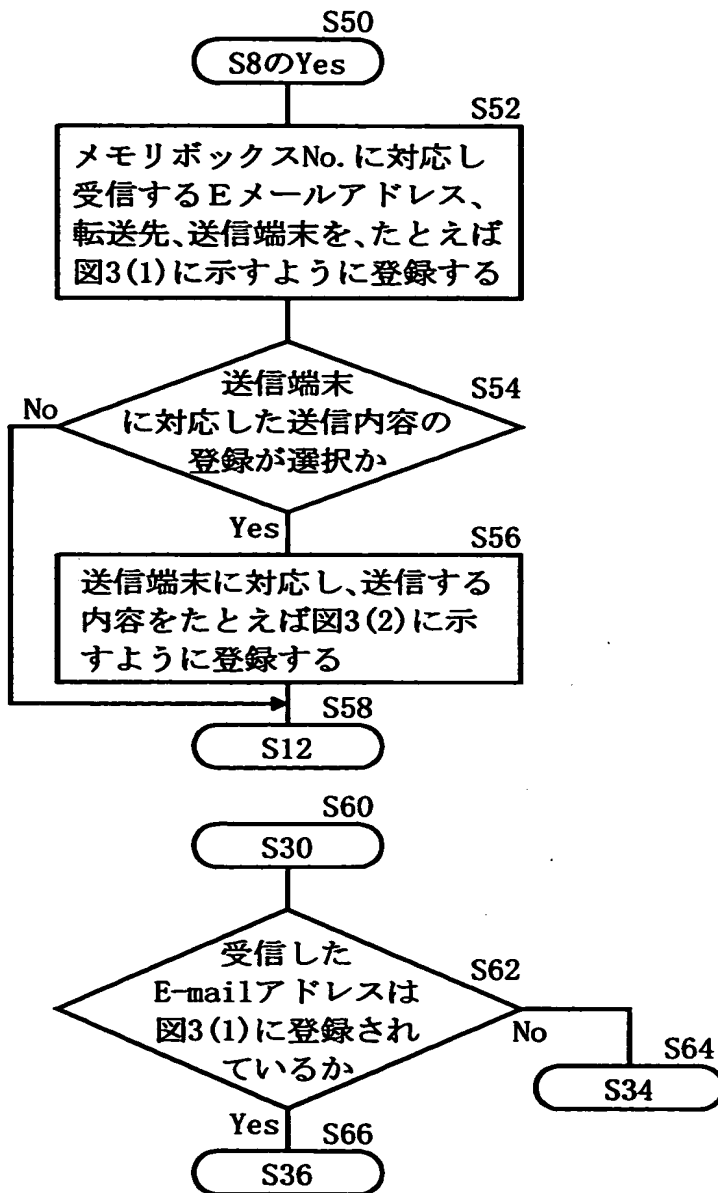 S50
S8のYes
S52
メモリボックスNo.に対応し
受信するEメールアドレス、
転送先、送信端末を、たとえば
図3(1)に示すように登録する
送信端末
S54
No
に対応した送信内容の
登録が選択か
Yes
S56
送信端末に対応し、送信する
内容をたとえば図3(2)に示
すように登録する
S58
S12
S60
S30
受信した
S62
E-mailアドレスは
図3(1)に登録され
No
ているか
S64
S34
Yes
S66
S36